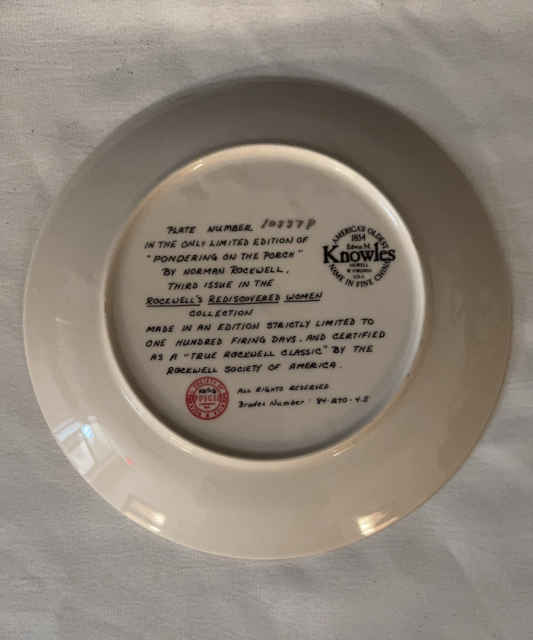 PLATE NUMBER
IN THE ONLY LIMITED EDITION OF
"PONDERING ON THE PORCH"
BY NORMAN ROCKWELL,
THIRD ISSUE IN THE
ROCKWELL'S REDISCOVERED WOMEN
COLLECTION
MADE IN AN EDITION STRICTLY LIMITED TO
ONE HUNDRED FIRING DAYS, AND CERTIFIED
AS A "TRUE ROCKWELL CLASSIC" BY THE
ROCKWELL SOCIETY OF AMERICA.
ALL RIGHTS RESERVED
Bradex Number: 84-R70-4.3
AMERICA'S OLDEST
1854
Edwin M.
Knowles
NEWELL
W. VIRGINIA
U.S.A.
NAME IN FINE CHINA